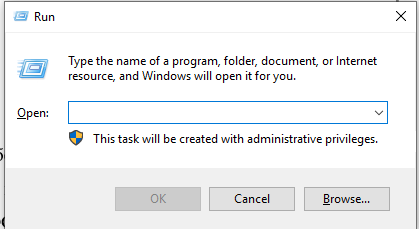 Run
Type the name of a program, folder, document, or Internet
resource, and Windows will open it for you.
Open:
This task will be created with administrative privileges.
OK
Cancel
Browse...